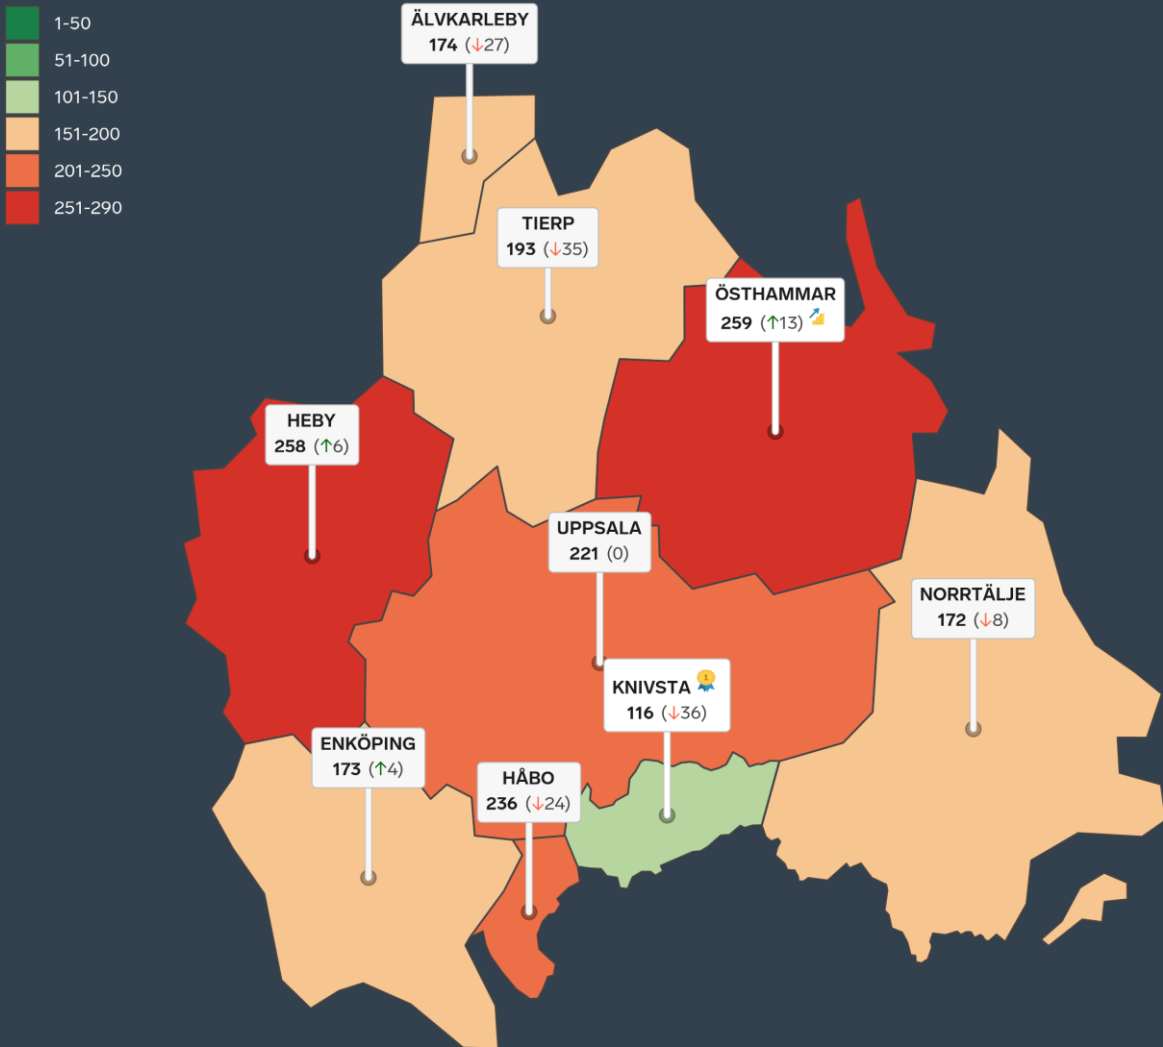 1-50
51-100
101-150
151-200
201-250
251-290
ÄLVKARLEBY
174 (↓27)
TIERP
193 (↓35)
ÖSTHAMMAR
259 (↑13)
HEBY
258 (↑6)
UPPSALA
221 (0)
NORRTÄLJE
172 (↓8)
KNIVSTA 1
116 (↓36)
ENKÖPING
173 (↑4)
HÅBO
236 (↓24)